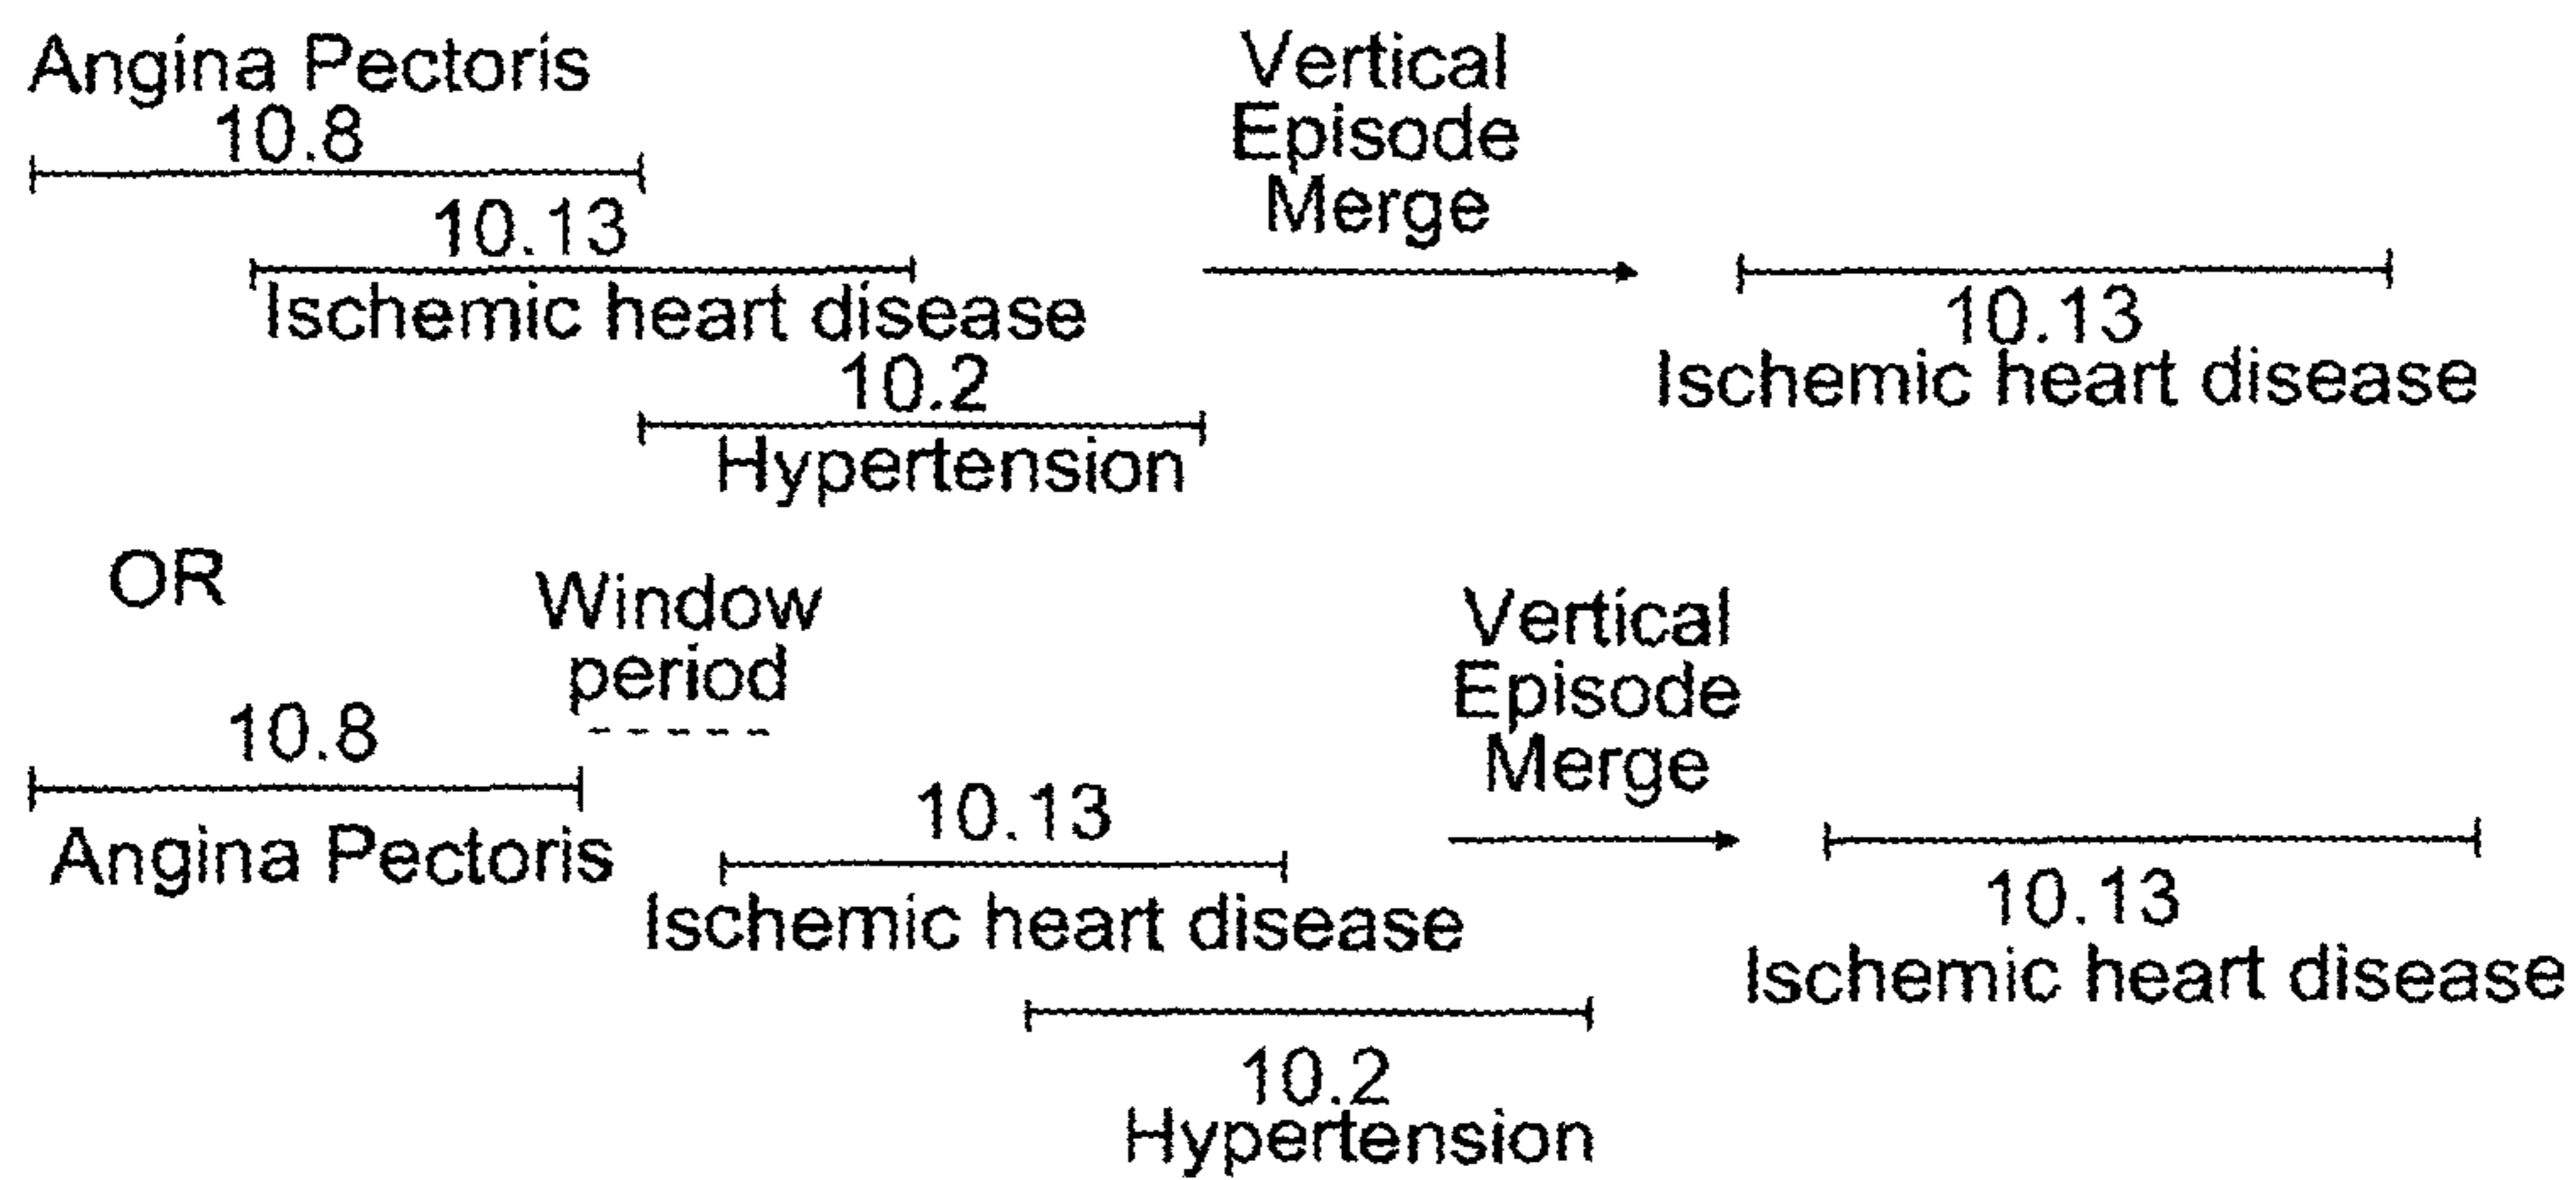 Angina Pectoris
10.8
10.13
Ischemic heart disease
10.2
Hypertension
Vertical
Episode
Merge
10.13
Ischemic heart disease
OR
Window
period
10.8
Angina Pectoris
10.13
Ischemic heart disease
10.2
Hypertension
Vertical
Episode
Merge
10.13
Ischemic heart disease